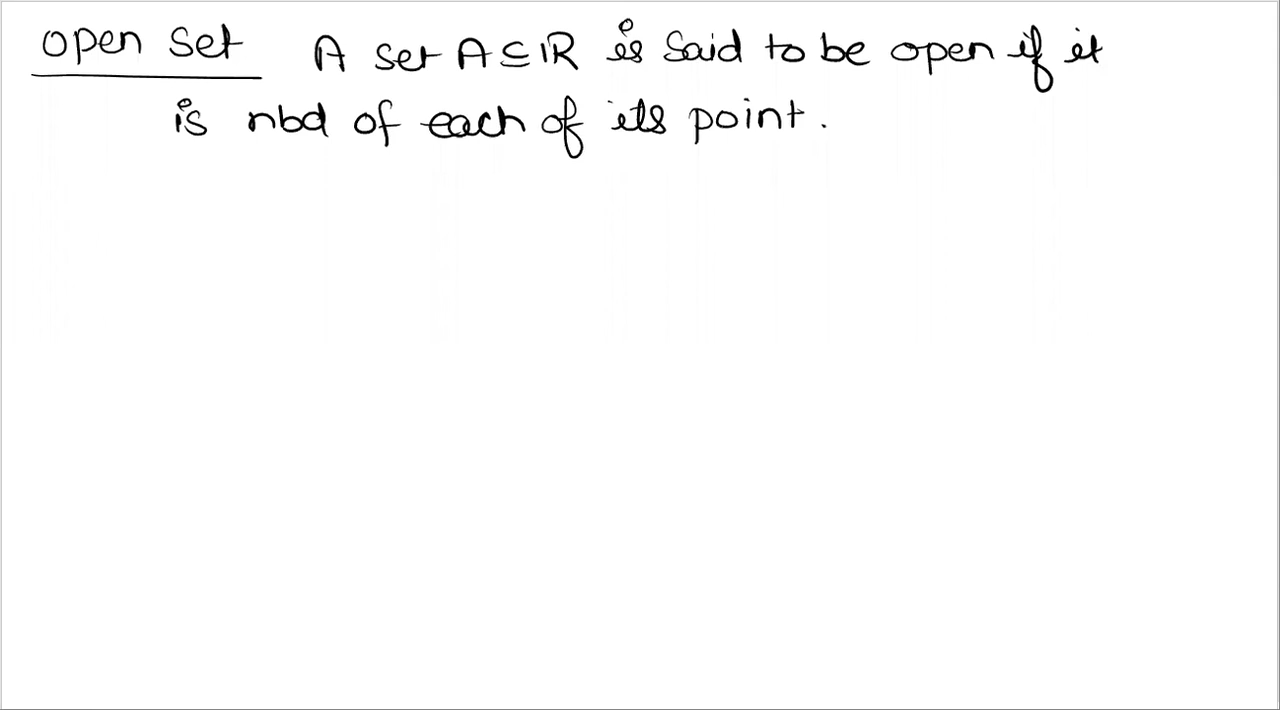 open set A set A ⊆ ℝ is said to be open if it
is nbd of each of its point.